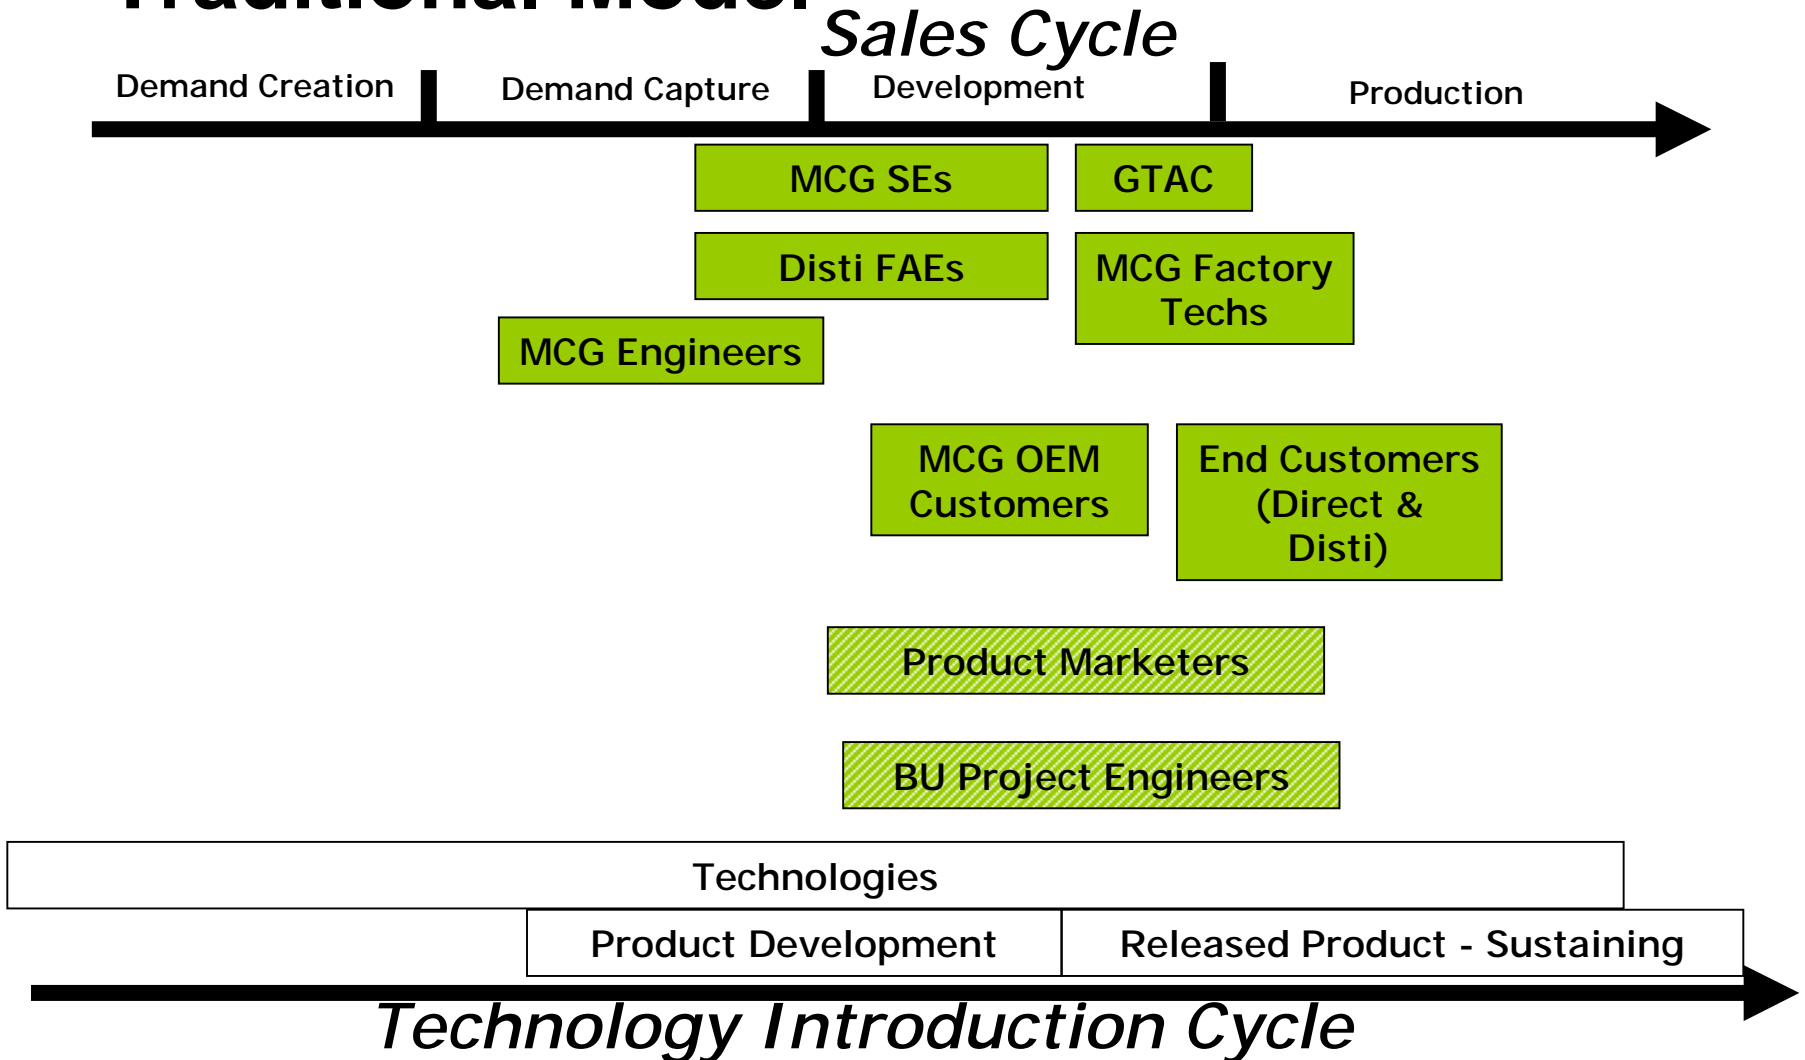 Traditional Model
Sales Cycle
Demand Creation
Demand Capture
Development
Production
MCG SEs
GTAC
Disti FAEs
MCG Factory
Techs
MCG Engineers
MCG OEM
Customers
End Customers
(Direct &
Disti)
Product Marketers
BU Project Engineers
Technologies
Product Development
Released Product - Sustaining
Technology Introduction Cycle